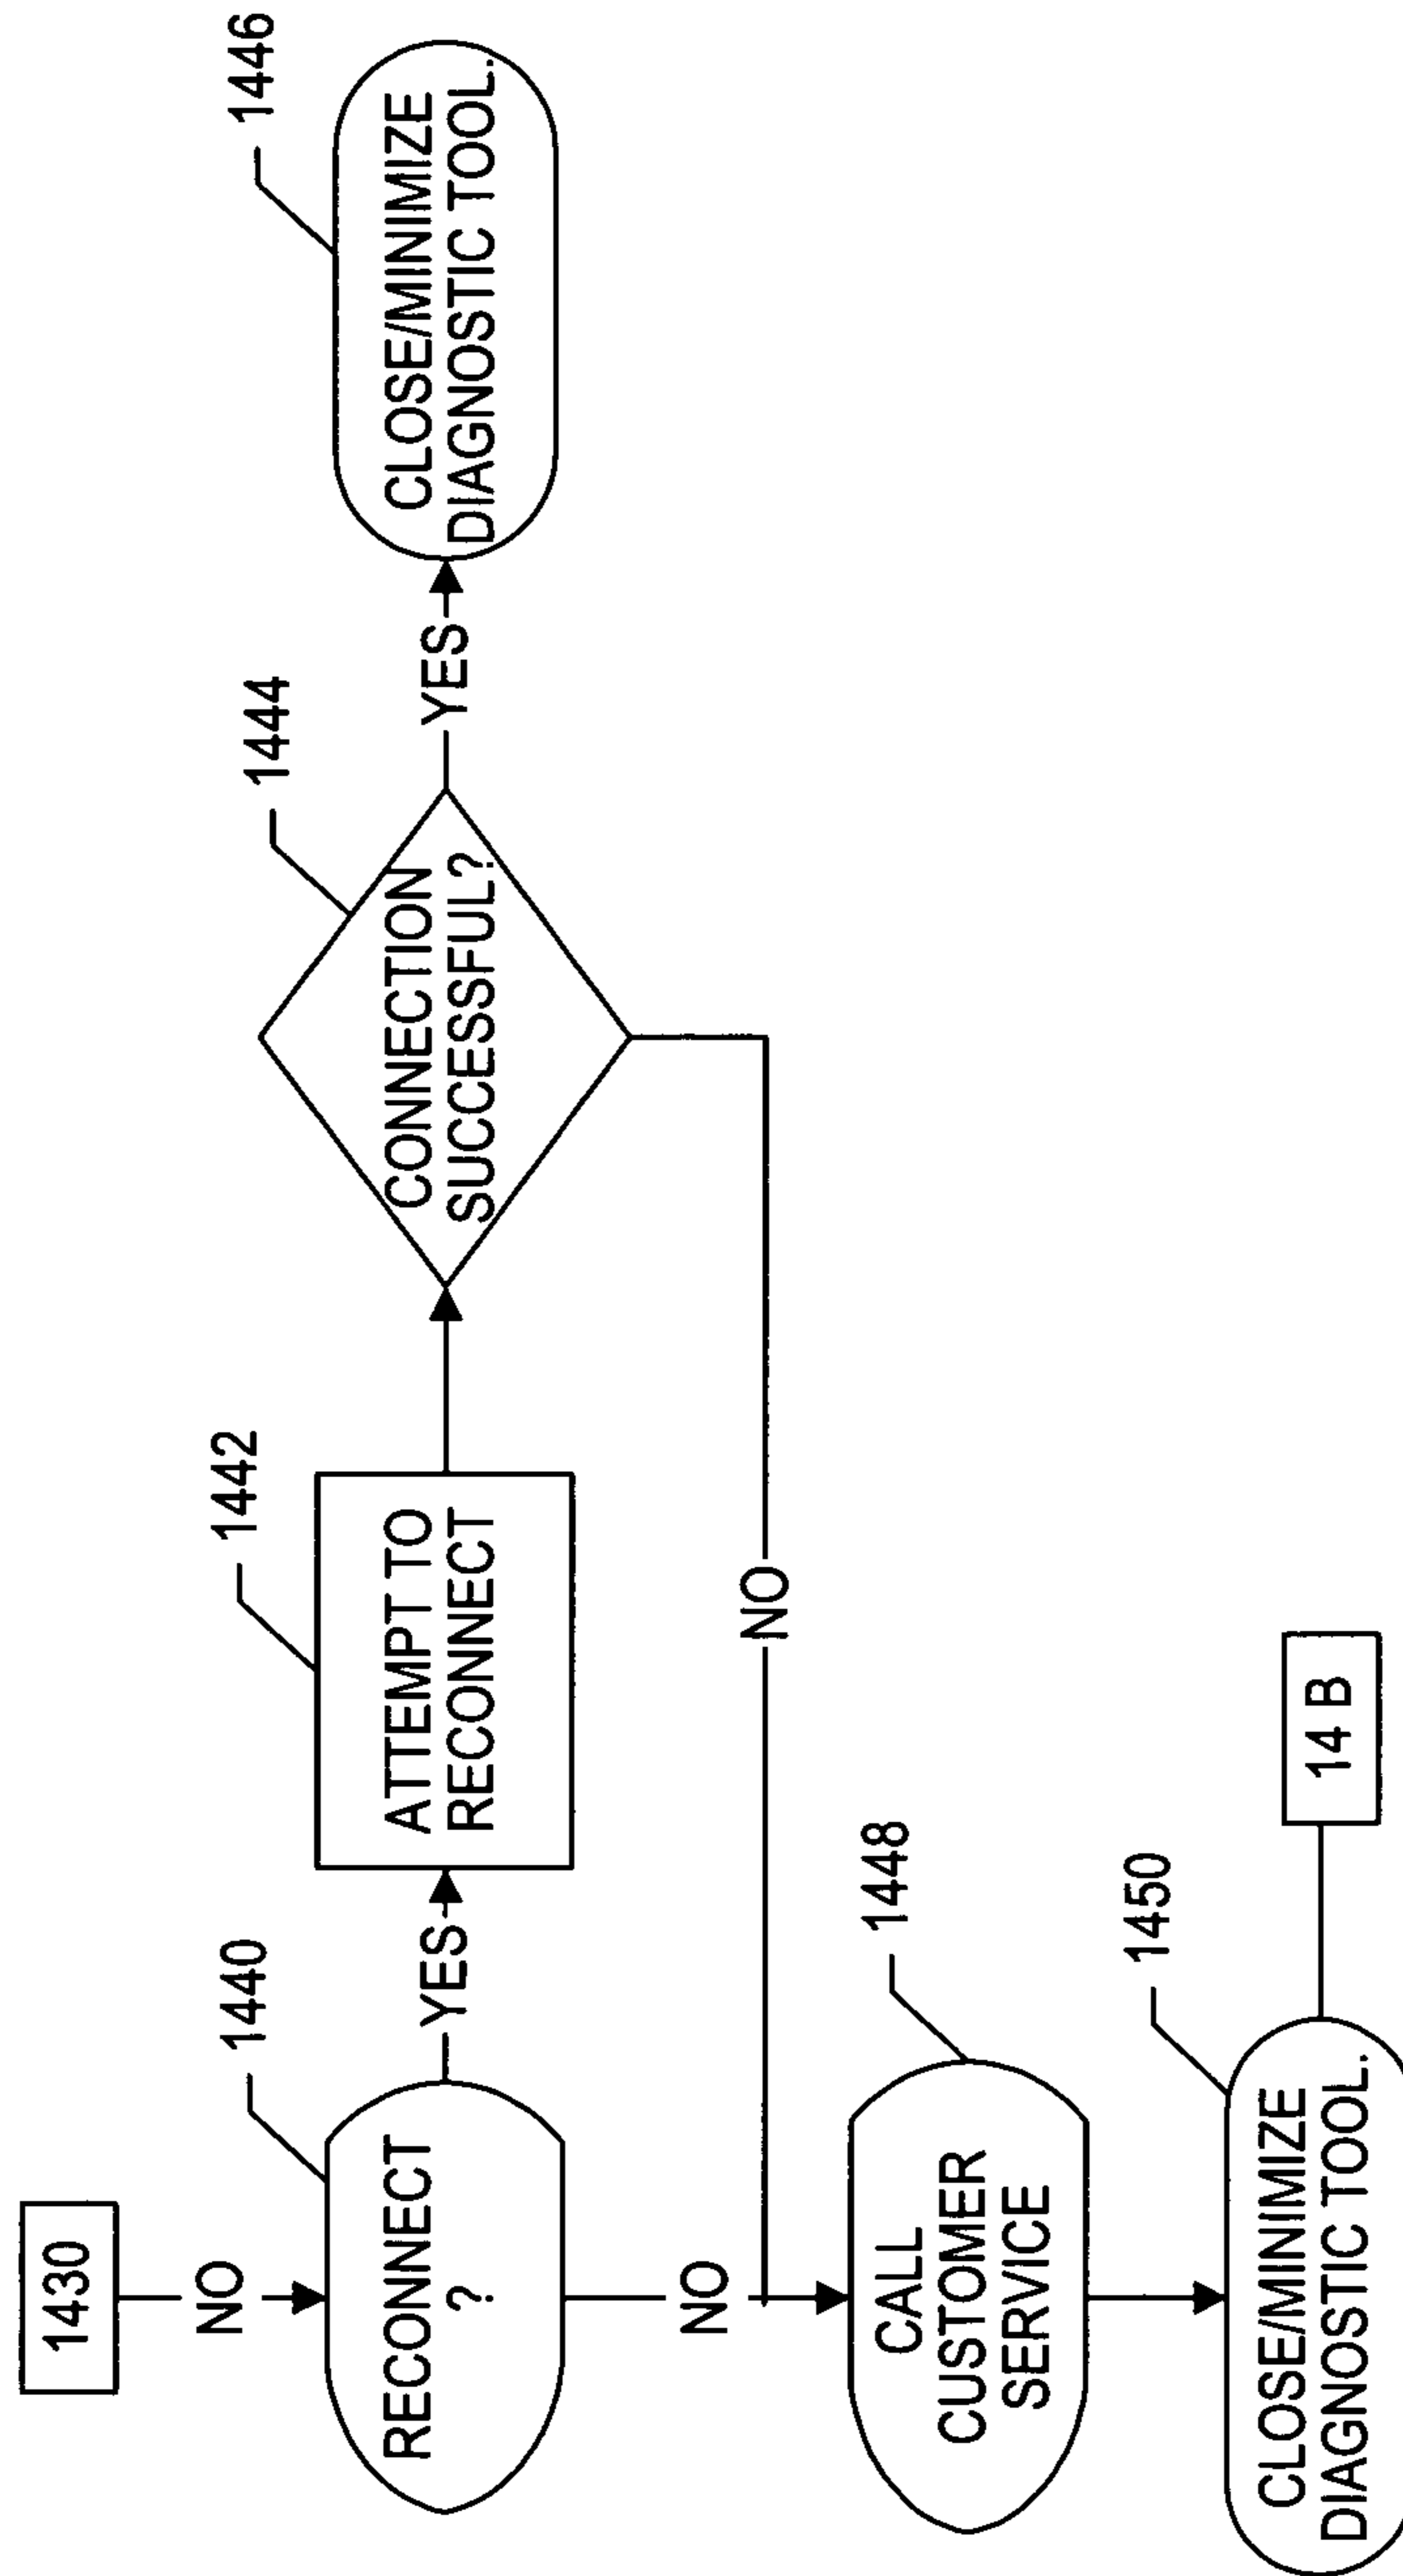 1430
NO
1440
RECONNECT
?
YES
1442
ATTEMPT TO
RECONNECT
1444
CONNECTION
SUCCESSFUL?
YES
1446
CLOSE/MINIMIZE
DIAGNOSTIC TOOL.
NO
NO
1448
CALL
CUSTOMER
SERVICE
1450
CLOSE/MINIMIZE
DIAGNOSTIC TOOL.
14 B